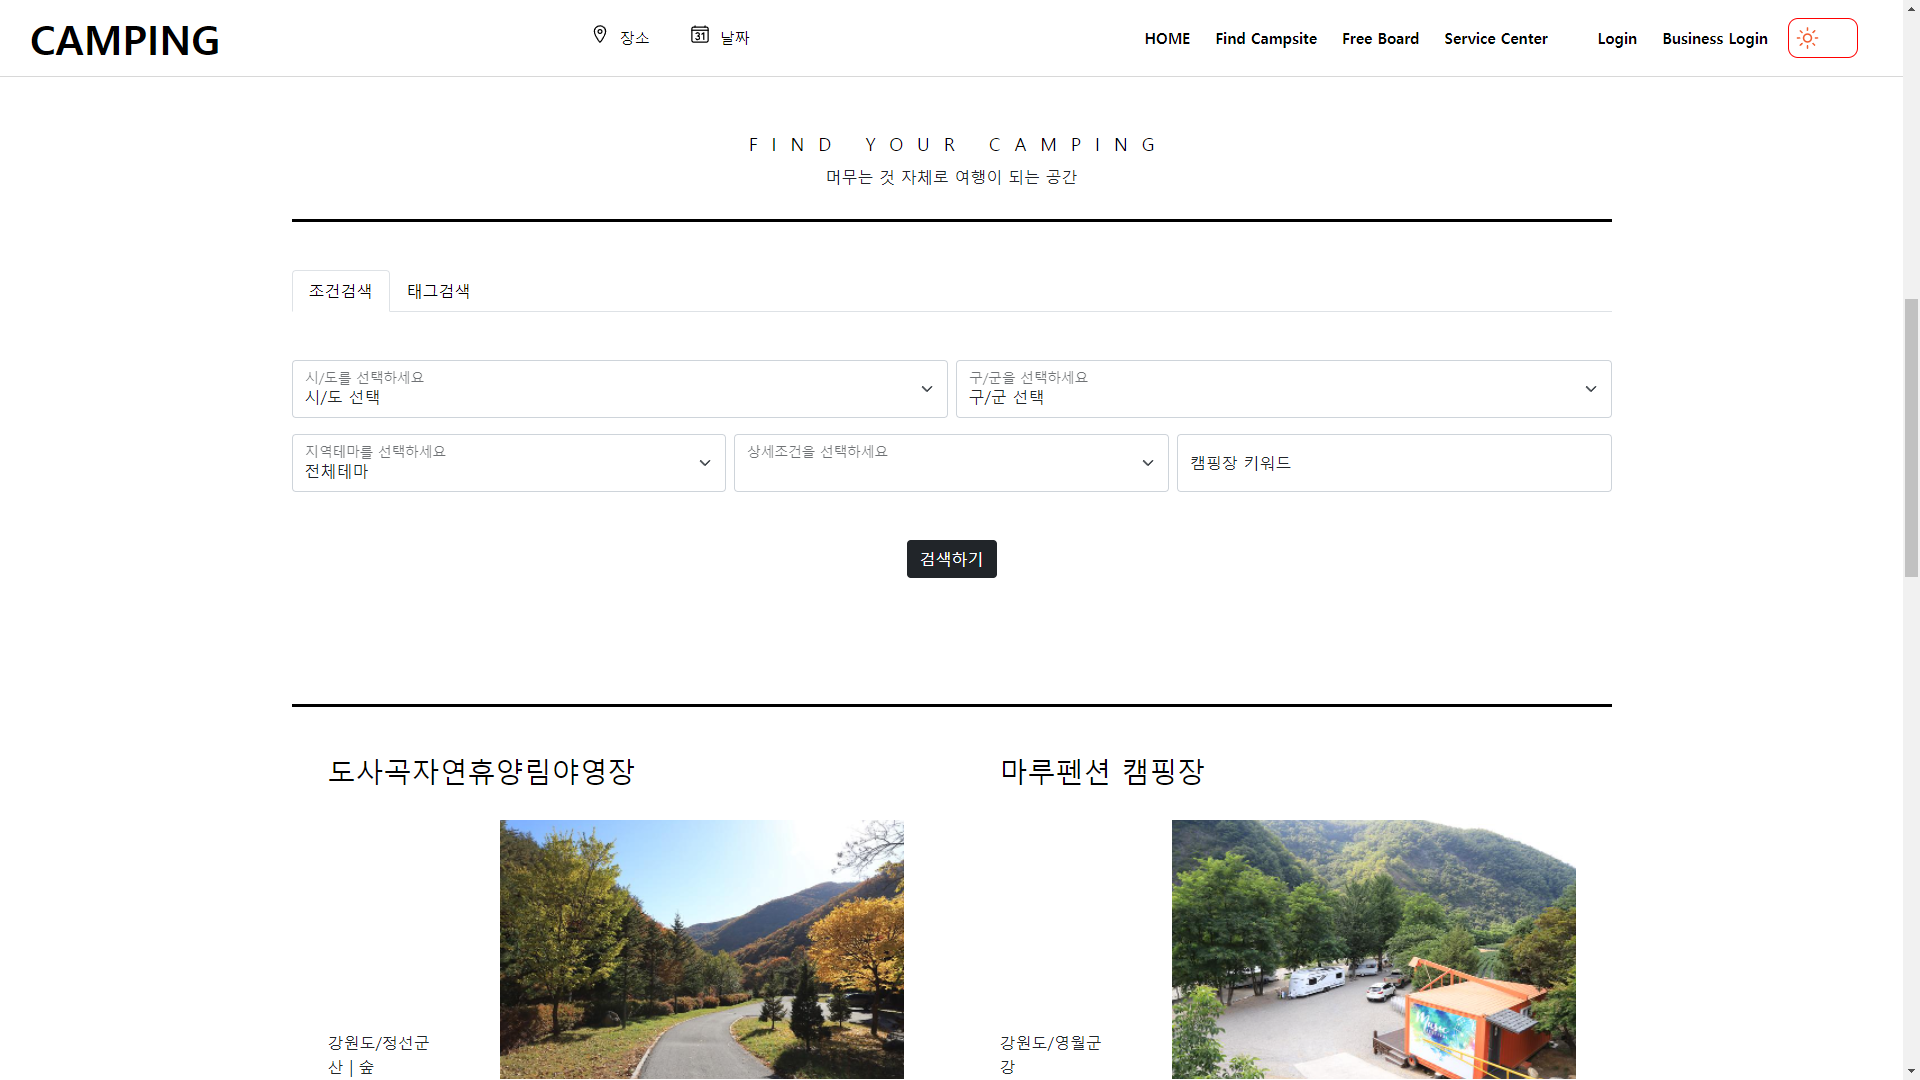 CAMPING
장소
31
날짜
HOME
Find Campsite
Free Board
Service Center
Login
Business Login
FIND YOUR CAMPING
머무는 것 자체로 여행이 되는 공간
조건검색
태그검색
시/도를 선택하세요
시/도 선택
구/군을 선택하세요
구/군 선택
지역테마를 선택하세요
전체테마
상세조건을 선택하세요
캠핑장 키워드
검색하기
도사곡자연휴양림야영장
마루펜션 캠핑장
강원도/정선군
산 | 숲
강원도/영월군
강
Music